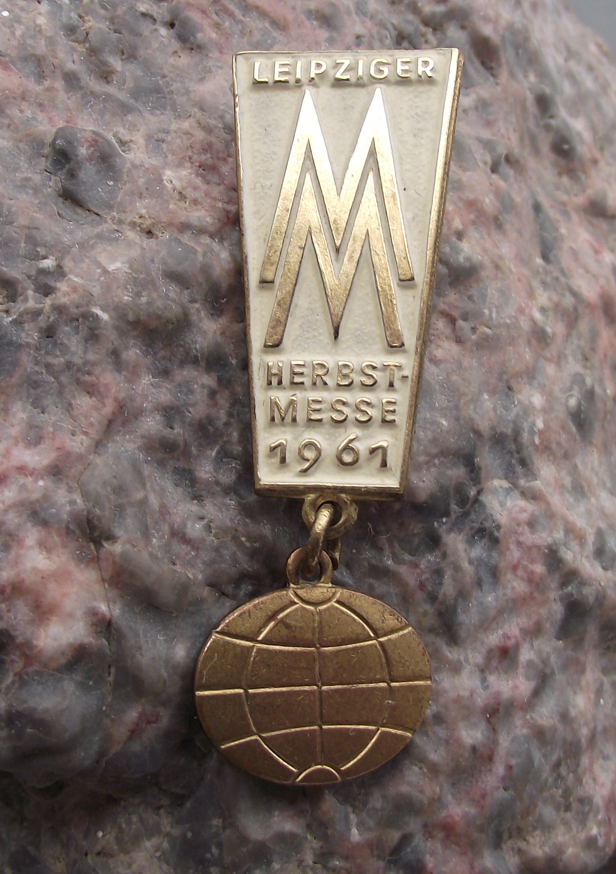 LEIPZIGER
MM
HERBST-
MESSE
1961